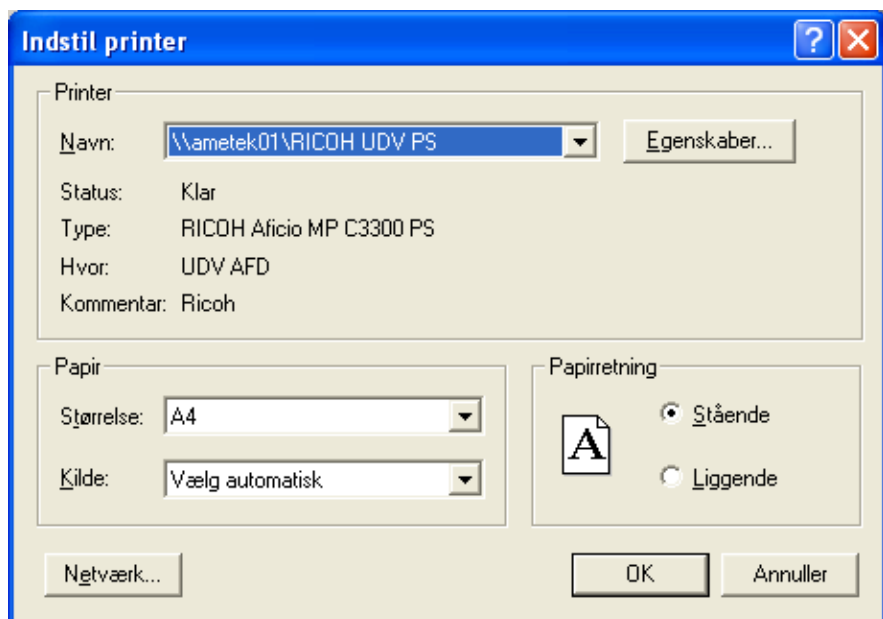 Indstil printer
Printer
Navn: \\ametek01\RICOH UDV PS Egenskaber...
Status: Klar
Type: RICOH Aficio MP C3300 PS
Hvor: UDV AFD
Kommentar: Ricoh
Papir
Størrelse: A4
Kilde: Vælg automatisk
Papirretning
A
Stående
Liggende
Netværk... OK Annuller